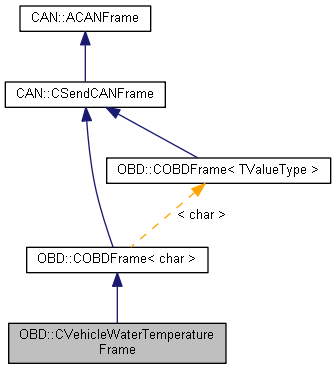 CAN::ACANFrame
CAN::CSendCANFrame
OBD::COBDFrame< TValueType >
< char >
OBD::COBDFrame< char >
OBD::CVehicleWaterTemperature
Frame